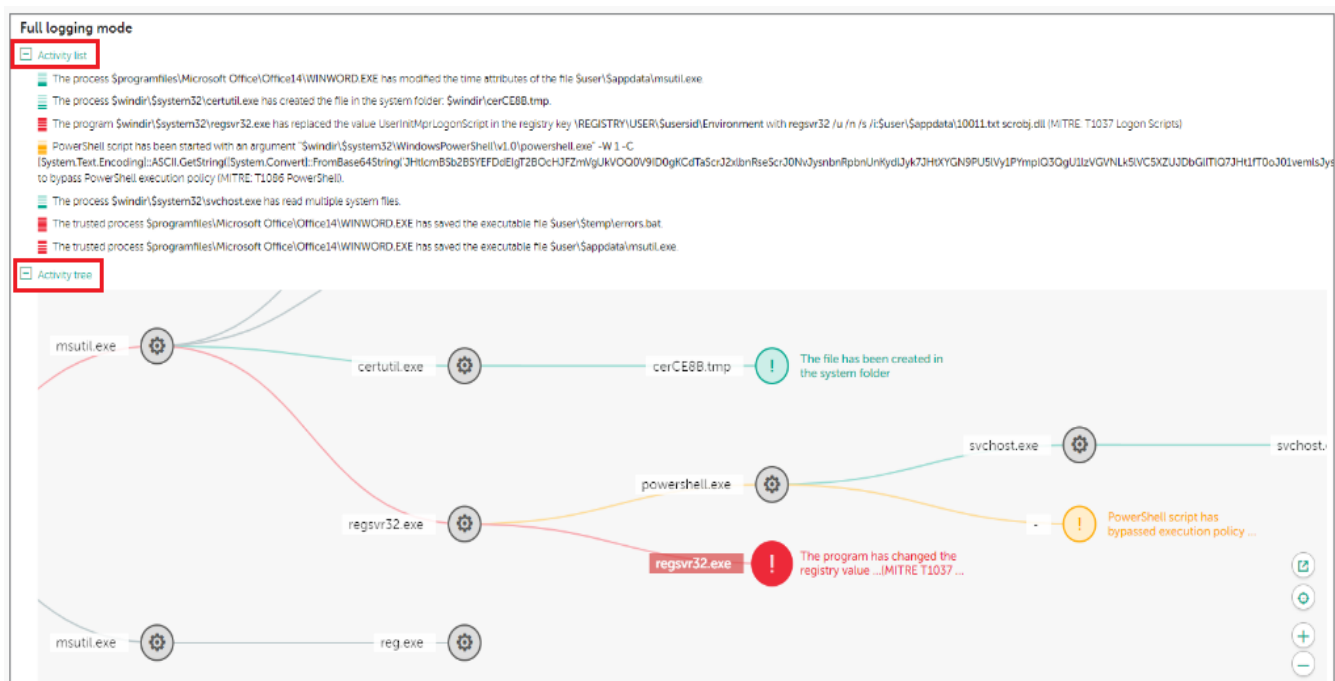 Full logging mode
Activity list
The process $programfiles\Microsoft Office\Office14\WINWORD.EXE has modified the time attributes of the file $user\$appdata\msutil.exe.
The process $windir\$system32\certutil.exe has created the file in the system folder: $windir\cerCE8B.tmp.
The program $windir\$system32\regsvr32.exe has replaced the value UserInitMprLogonScript in the registry key \REGISTRY\USER\$usersid\Environment with regsvr32 /u /n /s /i:$user\$appdata\10011.txt scrobj.dll (MITRE: T1037 Logon Scripts)
PowerShell script has been started with an argument "$windir\$system32\WindowsPowerShell\v1.0\powershell.exe" -W 1 -C
[System.Text.Encoding]::ASCII.GetString([System.Convert]::FromBase64String('
to bypass PowerShell execution policy (MITRE: T1086 PowerShell).
The process $windir\$system32\svchost.exe has read multiple system files.
The trusted process $programfiles\Microsoft Office\Office14\WINWORD.EXE has saved the executable file $user\$temp\errors.bat.
The trusted process $programfiles\Microsoft Office\Office14\WINWORD.EXE has saved the executable file $user\$appdata\msutil.exe.
Activity tree
msutil.exe
certutil.exe
cerCE8B.tmp
The file has been created in
the system folder
svchost.exe
svchost.
powershell.exe
regsvr32.exe
-
PowerShell script has
bypassed execution policy ...
regsvr32.exe
The program has changed the
registry value ...(MITRE T1037 ...
msutil.exe
reg.exe